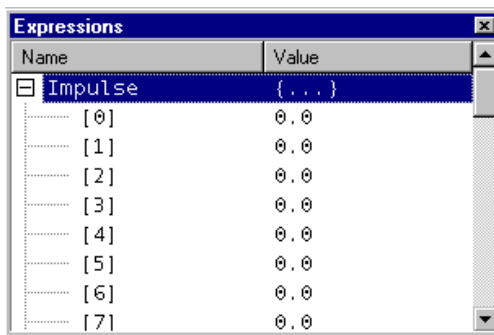 Expressions
Name Value
Impulse {...}
[0] 0.0
[1] 0.0
[2] 0.0
[3] 0.0
[4] 0.0
[5] 0.0
[6] 0.0
[7] 0.0